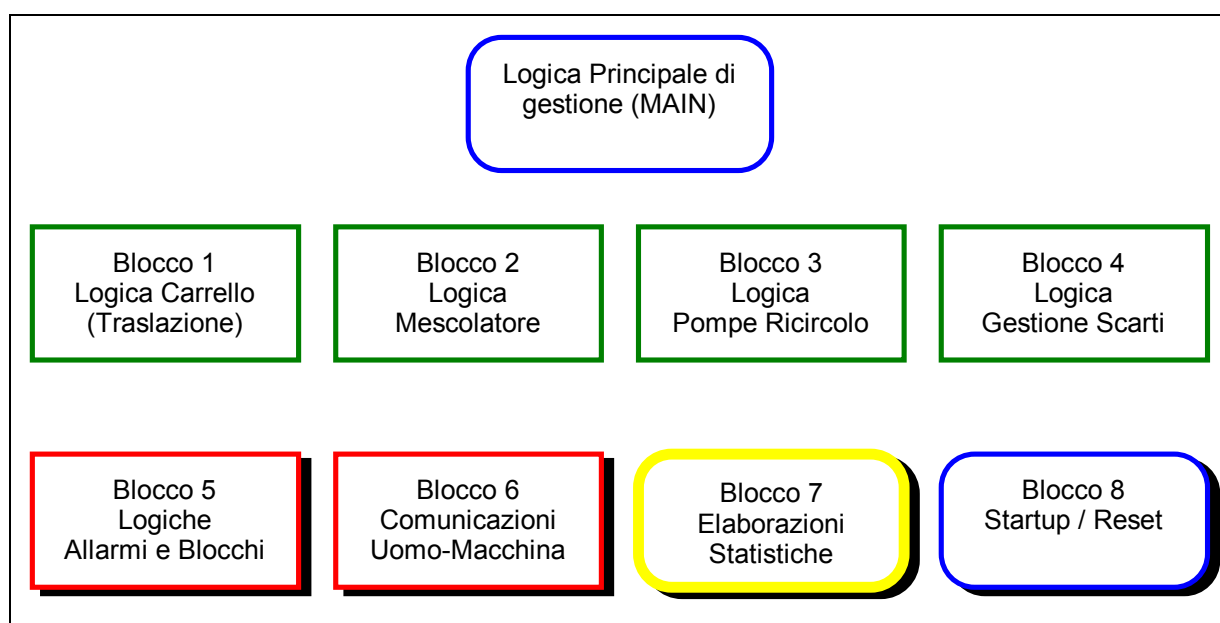 Logica Principale di
gestione (MAIN)
Blocco 1
Logica Carrello
(Traslazione)
Blocco 2
Logica
Mescolatore
Blocco 3
Logica
Pompe Ricircolo
Blocco 4
Logica
Gestione Scarti
Blocco 5
Logiche
Allarmi e Blocchi
Blocco 6
Comunicazioni
Uomo-Macchina
Blocco 7
Elaborazioni
Statistiche
Blocco 8
Startup / Reset